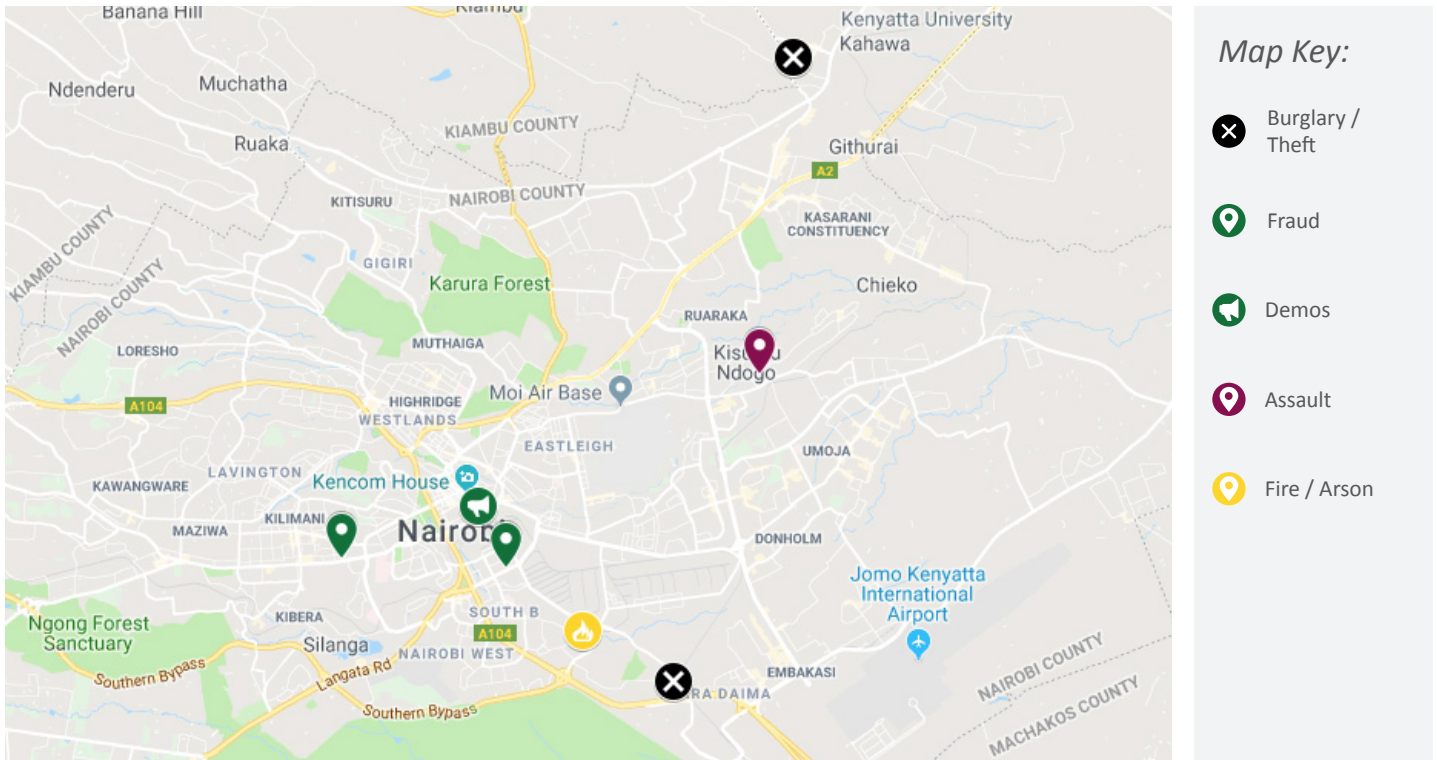 Banana Hill
Kiambu
Kenyatta University
Kahawa
Ndenderu
Muchatha
KIAMBU COUNTY
Ruaka
Githurai
A2
NAIROBI COUNTY
KITISURU
KASARANI
CONSTITUENCY
KIAMBU COUNTY
NAIROBI COUNTY
GIGIRI
Karura Forest
Chieko
RUARAKA
MUTHAIGA
LORESHO
Ndogo
Moi Air Base
A104
HIGHRIDGE
WESTLANDS
EASTLEIGH
UMOJA
LAVINGTON
Kencom House
KAWANGWARE
KILIMANI
MAZIWA
Nairobi
DONHOLM
Jomo Kenyatta
International
Airport
KIBERA
SOUTH B
Ngong Forest
Sanctuary
Silanga
A104
NAIROBI WEST
Langata Rd
Southern Bypass
Southern Bypass
EMBAKASI
RA DAIMA
NAIROBI COUNTY
MACHAKOS COUNTY
Map Key:
Burglary /
Theft
Fraud
Demos
Assault
Fire / Arson